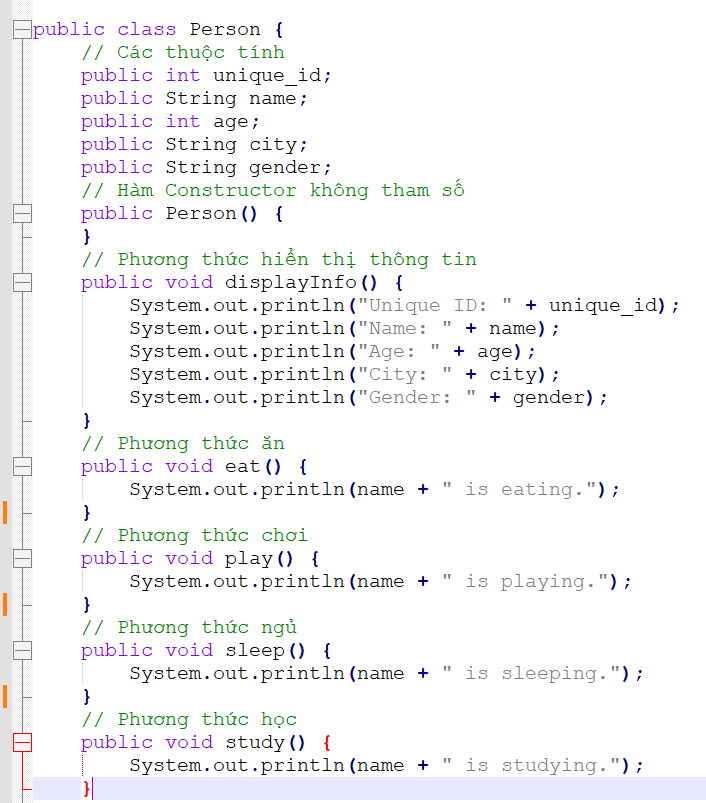 public class Person {
    // Các thuộc tính
    public int unique_id;
    public String name;
    public int age;
    public String city;
    public String gender;
    // Hàm Constructor không tham số
    public Person() {
    }
    // Phương thức hiển thị thông tin
    public void displayInfo() {
        System.out.println("Unique ID: " + unique_id);
        System.out.println("Name: " + name);
        System.out.println("Age: " + age);
        System.out.println("City: " + city);
        System.out.println("Gender: " + gender);
    }
    // Phương thức ăn
    public void eat() {
        System.out.println(name + " is eating.");
    }
    // Phương thức chơi
    public void play() {
        System.out.println(name + " is playing.");
    }
    // Phương thức ngủ
    public void sleep() {
        System.out.println(name + " is sleeping.");
    }
    // Phương thức học
    public void study() {
        System.out.println(name + " is studying.");
    }